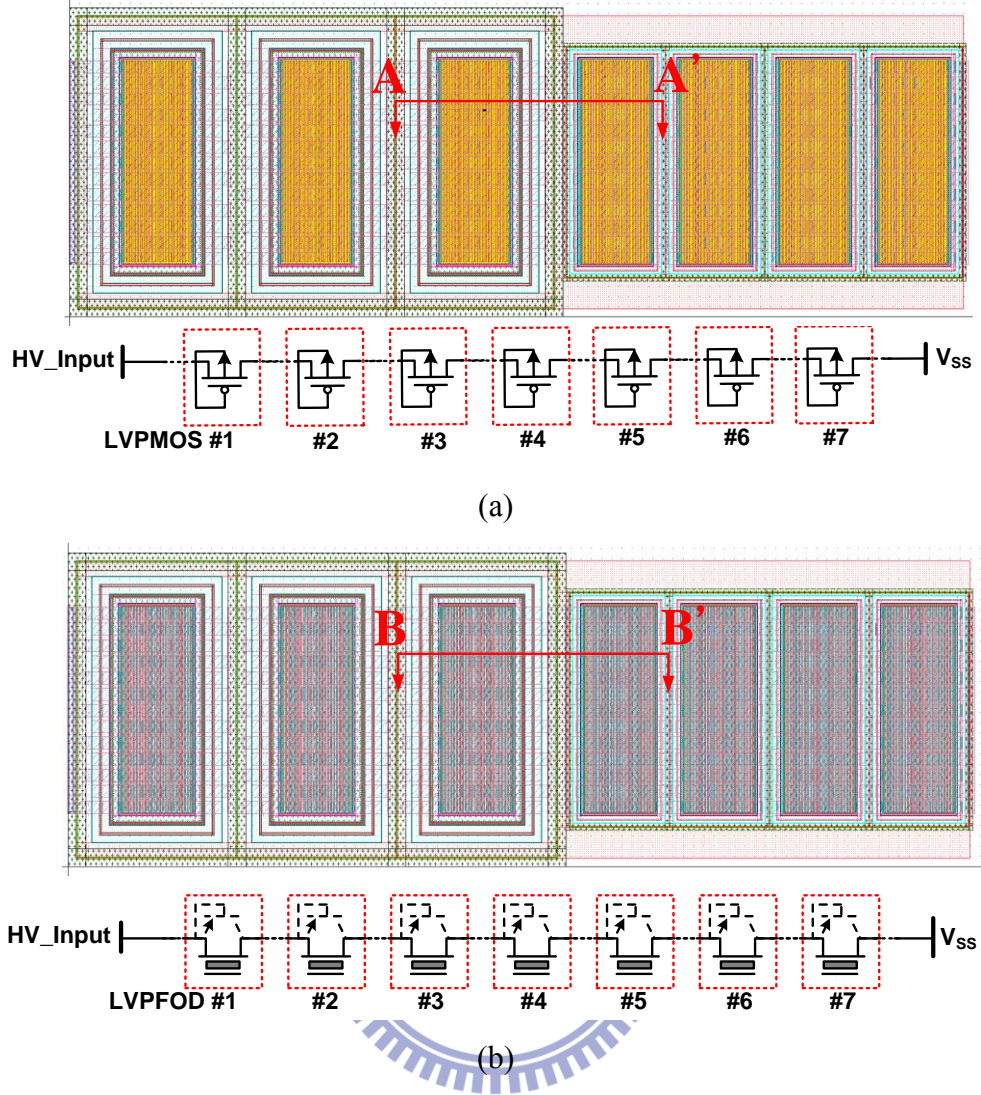 A A’
HV_Input VSS
LVPMOS #1 #2 #3 #4 #5 #6 #7
(a)
B B’
HV_Input VSS
LVPFOD #1 #2 #3 #4 #5 #6 #7
(b)